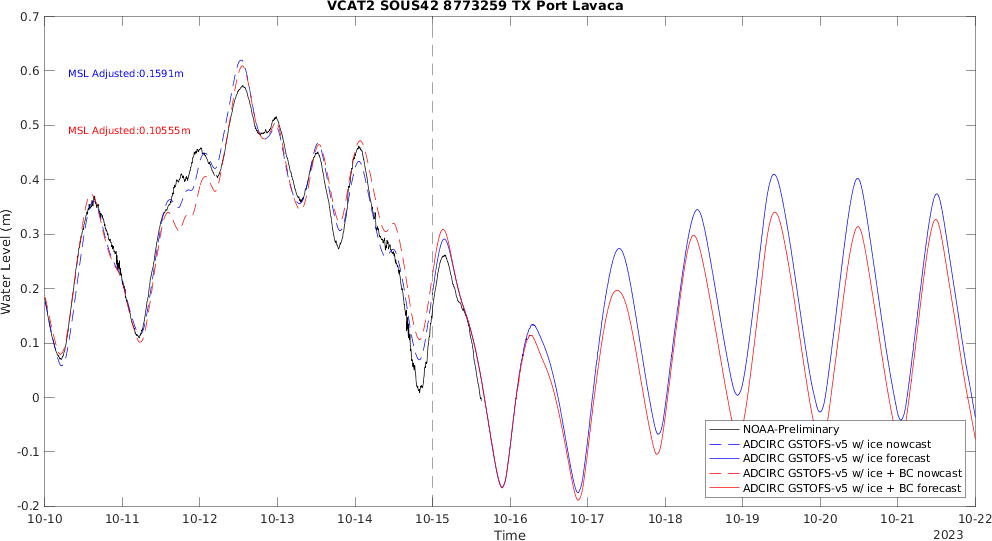 VCAT2 SOUS42 8773259 TX Port Lavaca
Water Level (m)
0.7
0.6
0.5
0.4
0.3
0.2
0.1
0
-0.1
-0.2
MSL Adjusted:0.1591m
MSL Adjusted:0.10555m
NOAA-Preliminary
ADCIRC GSTOFS-v5 w/ ice nowcast
ADCIRC GSTOFS-v5 w/ ice forecast
ADCIRC GSTOFS-v5 w/ ice + BC nowcast
ADCIRC GSTOFS-v5 w/ ice + BC forecast
10-10 10-11 10-12 10-13 10-14 10-15 10-16 10-17 10-18 10-19 10-20 10-21 10-22
Time
2023